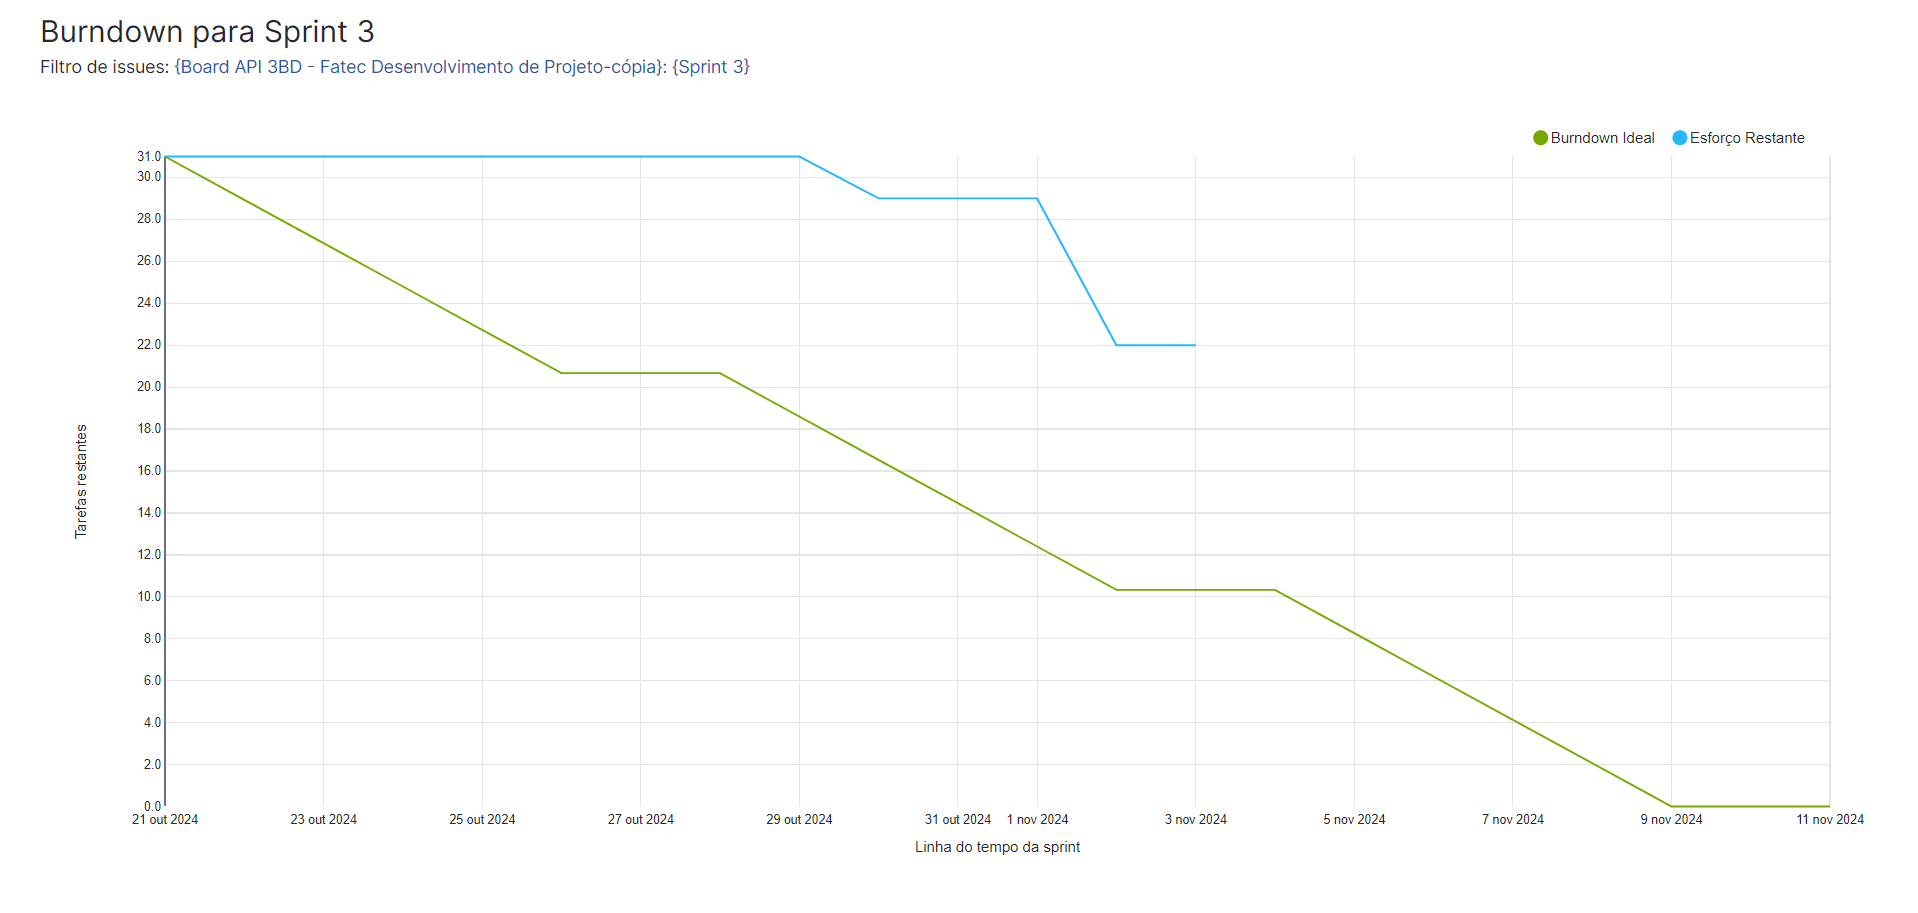 Burndown para Sprint 3
Filtro de issues: {Board API 3BD - Fatec Desenvolvimento de Projeto-cópia}: {Sprint 3}
Burndown Ideal
Esforço Restante
31.0
30.0
28.0
26.0
24.0
22.0
20.0
18.0
16.0
14.0
12.0
10.0
8.0
6.0
4.0
2.0
0.0
Tarefas restantes
21 out 2024
23 out 2024
25 out 2024
27 out 2024
29 out 2024
31 out 2024
1 nov 2024
3 nov 2024
5 nov 2024
7 nov 2024
9 nov 2024
11 nov 2024
Linha do tempo da sprint